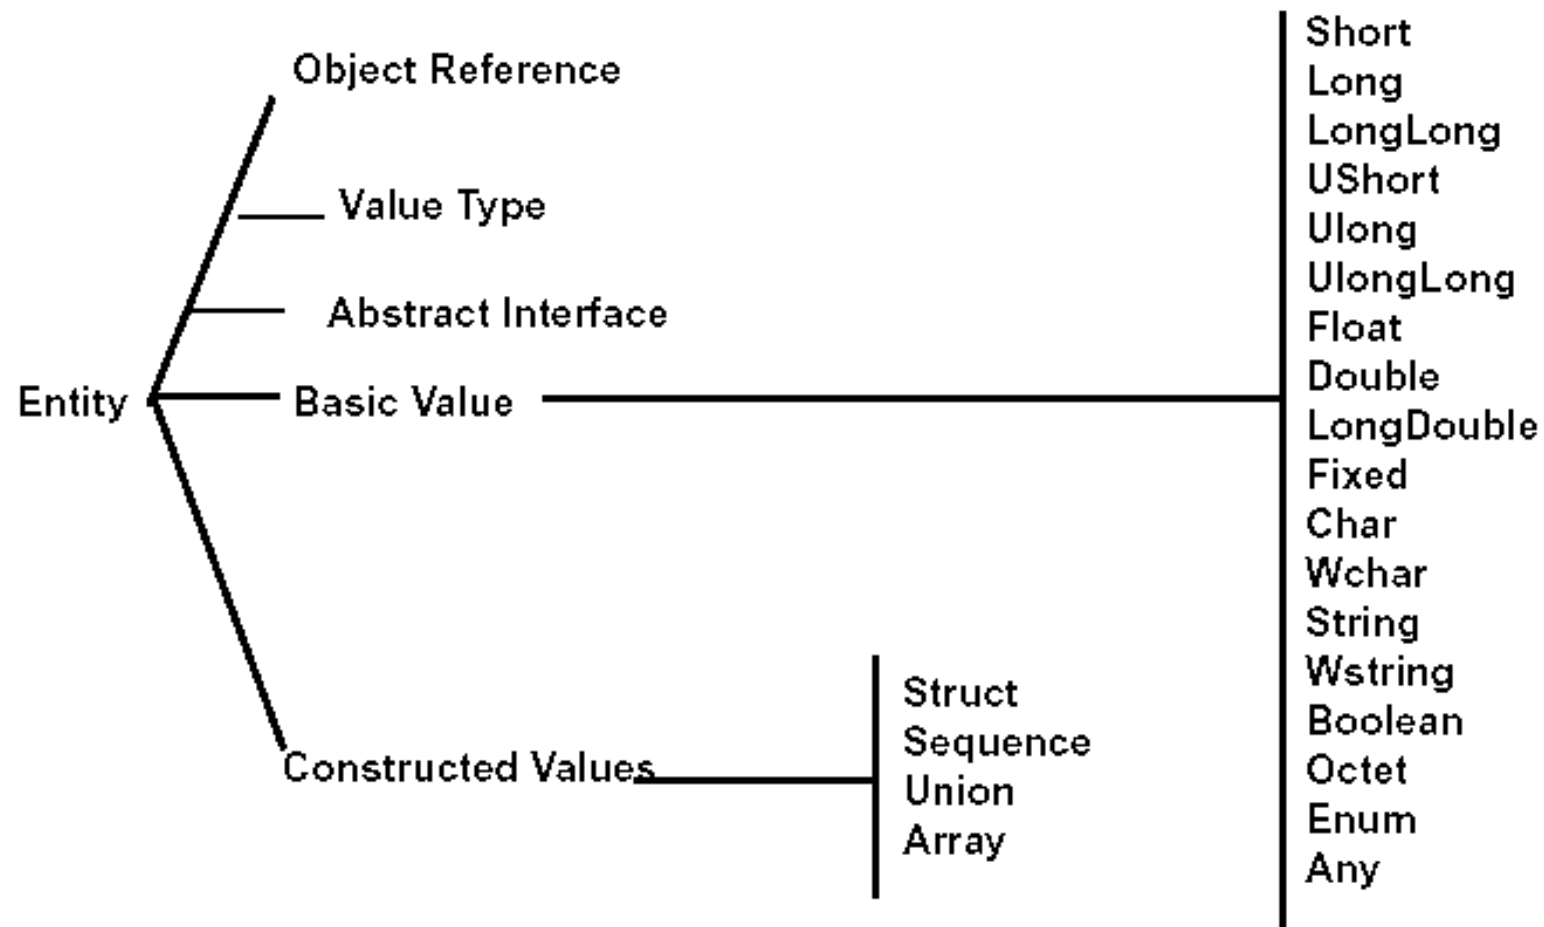 Object Reference
Value Type
Abstract Interface
Entity
Basic Value
Constructed Values
Struct
Sequence
Union
Array
Short
Long
LongLong
UShort
Ulong
UlongLong
Float
Double
LongDouble
Fixed
Char
Wchar
String
Wstring
Boolean
Octet
Enum
Any